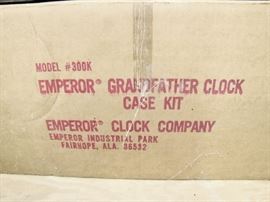 MODEL #300K
EMPEROR® GRANDFATHER CLOCK
CASE KIT
EMPEROR® CLOCK COMPANY
EMPEROR INDUSTRIAL PARK
FAIRHOPE, ALA. 36532